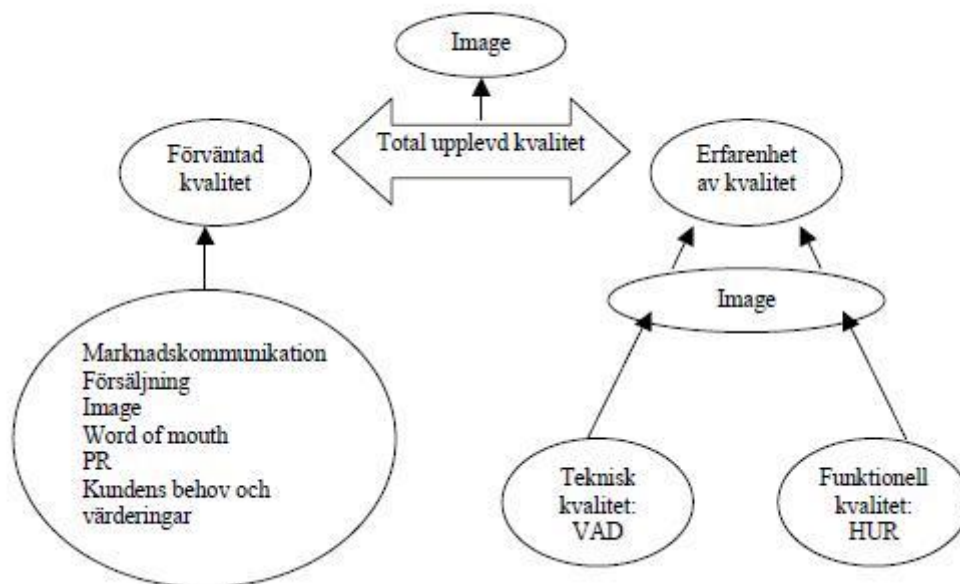 Image
Total upplevd kvalitet
Förväntad
kvalitet
Erfarenhet
av kvalitet
Image
Marknadskommunikation
Försäljning
Image
Word of mouth
PR
Kundens behov och
värderingar
Teknisk
kvalitet:
VAD
Funktionell
kvalitet:
HUR